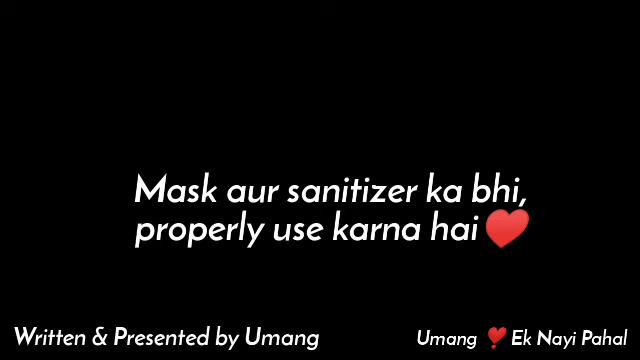 Mask aur sanitizer ka bhi,
properly use karna hai❤️
Written & Presented by Umang
Umang ❣️Ek Nayi Pahal